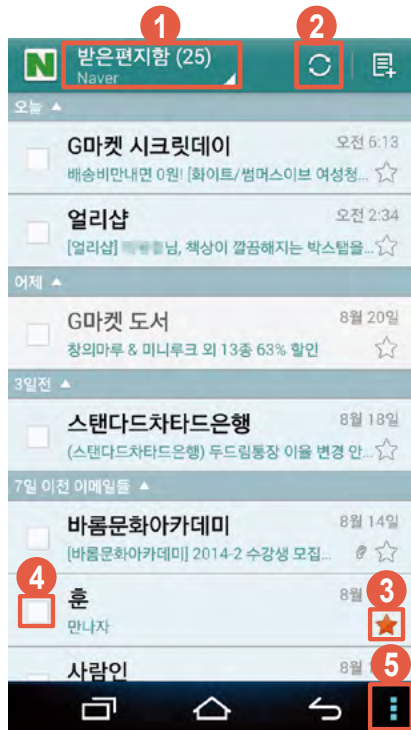 1
2
N
받은편지함 (25)
Naver
오늘
G마켓 시크릿데이
오전 6:13
배송비만내면 0원! [화이트/썸머스이브 여성청...
얼리샵
오전 2:34
[얼리샵] 님, 책상이 깔끔해지는 박스탭을...
어제
G마켓 도서
8월 20일
창의마루 & 미니루크 외 13종 63% 할인
3일전
스탠다드차타드은행
8월 18일
(스탠다드차타드은행) 두드림통장 이율 변경 안...
7일 이전 이메일들
바롬문화아카데미
8월 14일
[바롬문화아카데미] 2014-2 수강생 모집...
4
훈
8월
3
만나자
사람인
8월
5